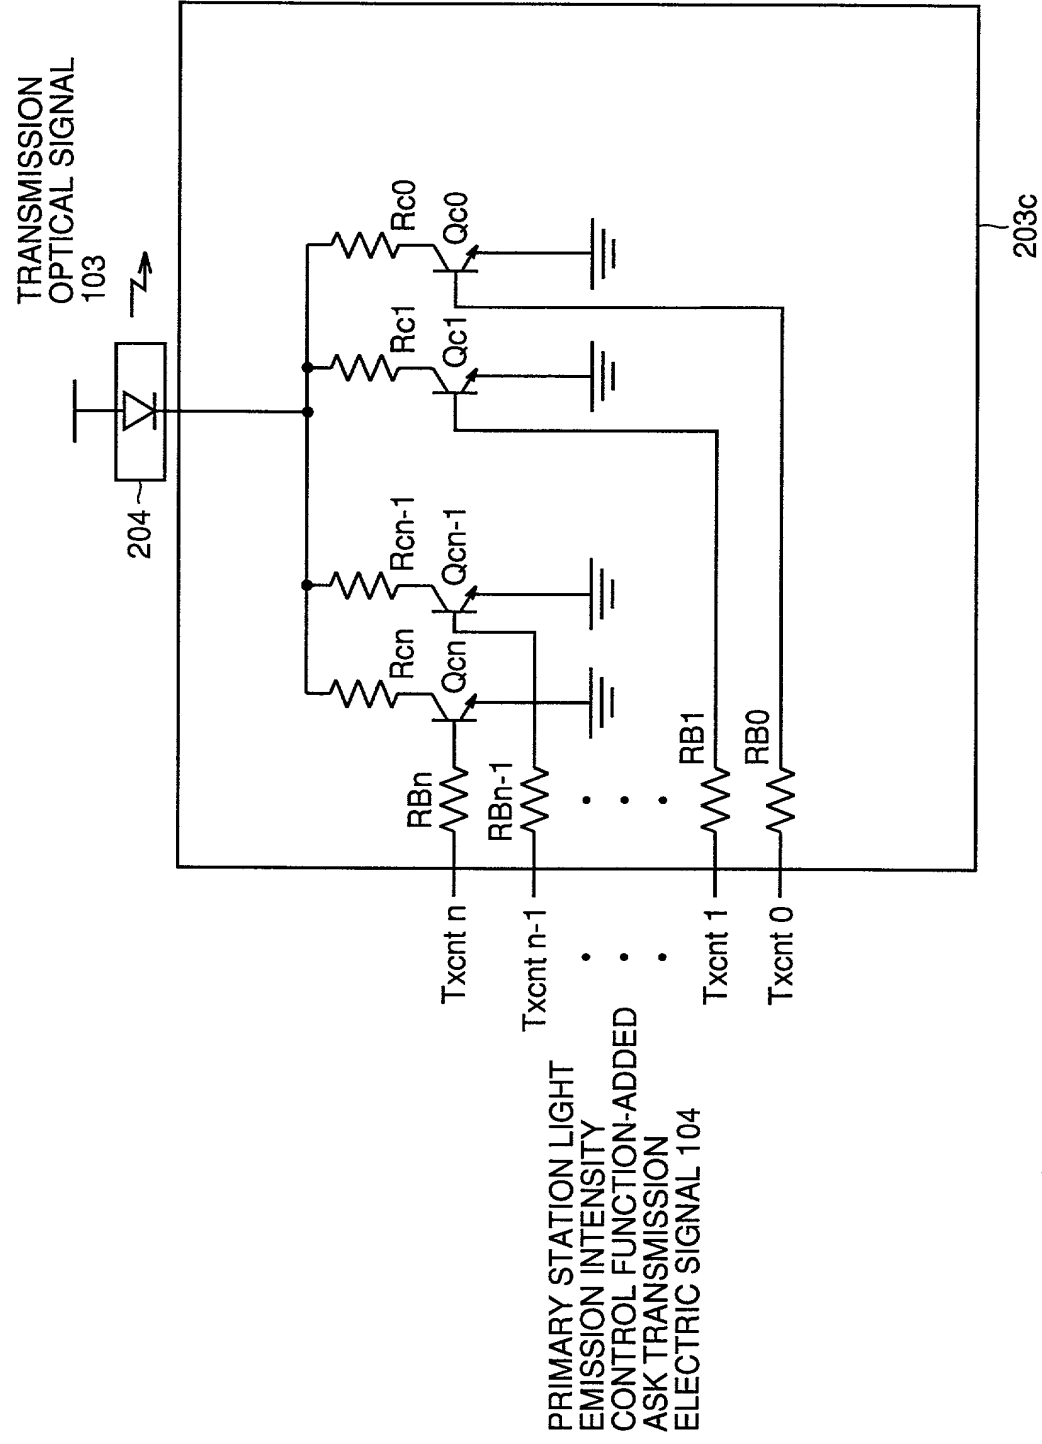 TRANSMISSION
OPTICAL SIGNAL
103
204
Rcn
Rcn-1
Rc1
Rc0
Qcn
Qcn-1
Qc1
Qc0
RBn
RBn-1
RB1
RB0
Txcnt n
Txcnt n-1
Txcnt 1
Txcnt 0
PRIMARY STATION LIGHT
EMISSION INTENSITY
CONTROL FUNCTION-ADDED
ASK TRANSMISSION
ELECTRIC SIGNAL 104
203c